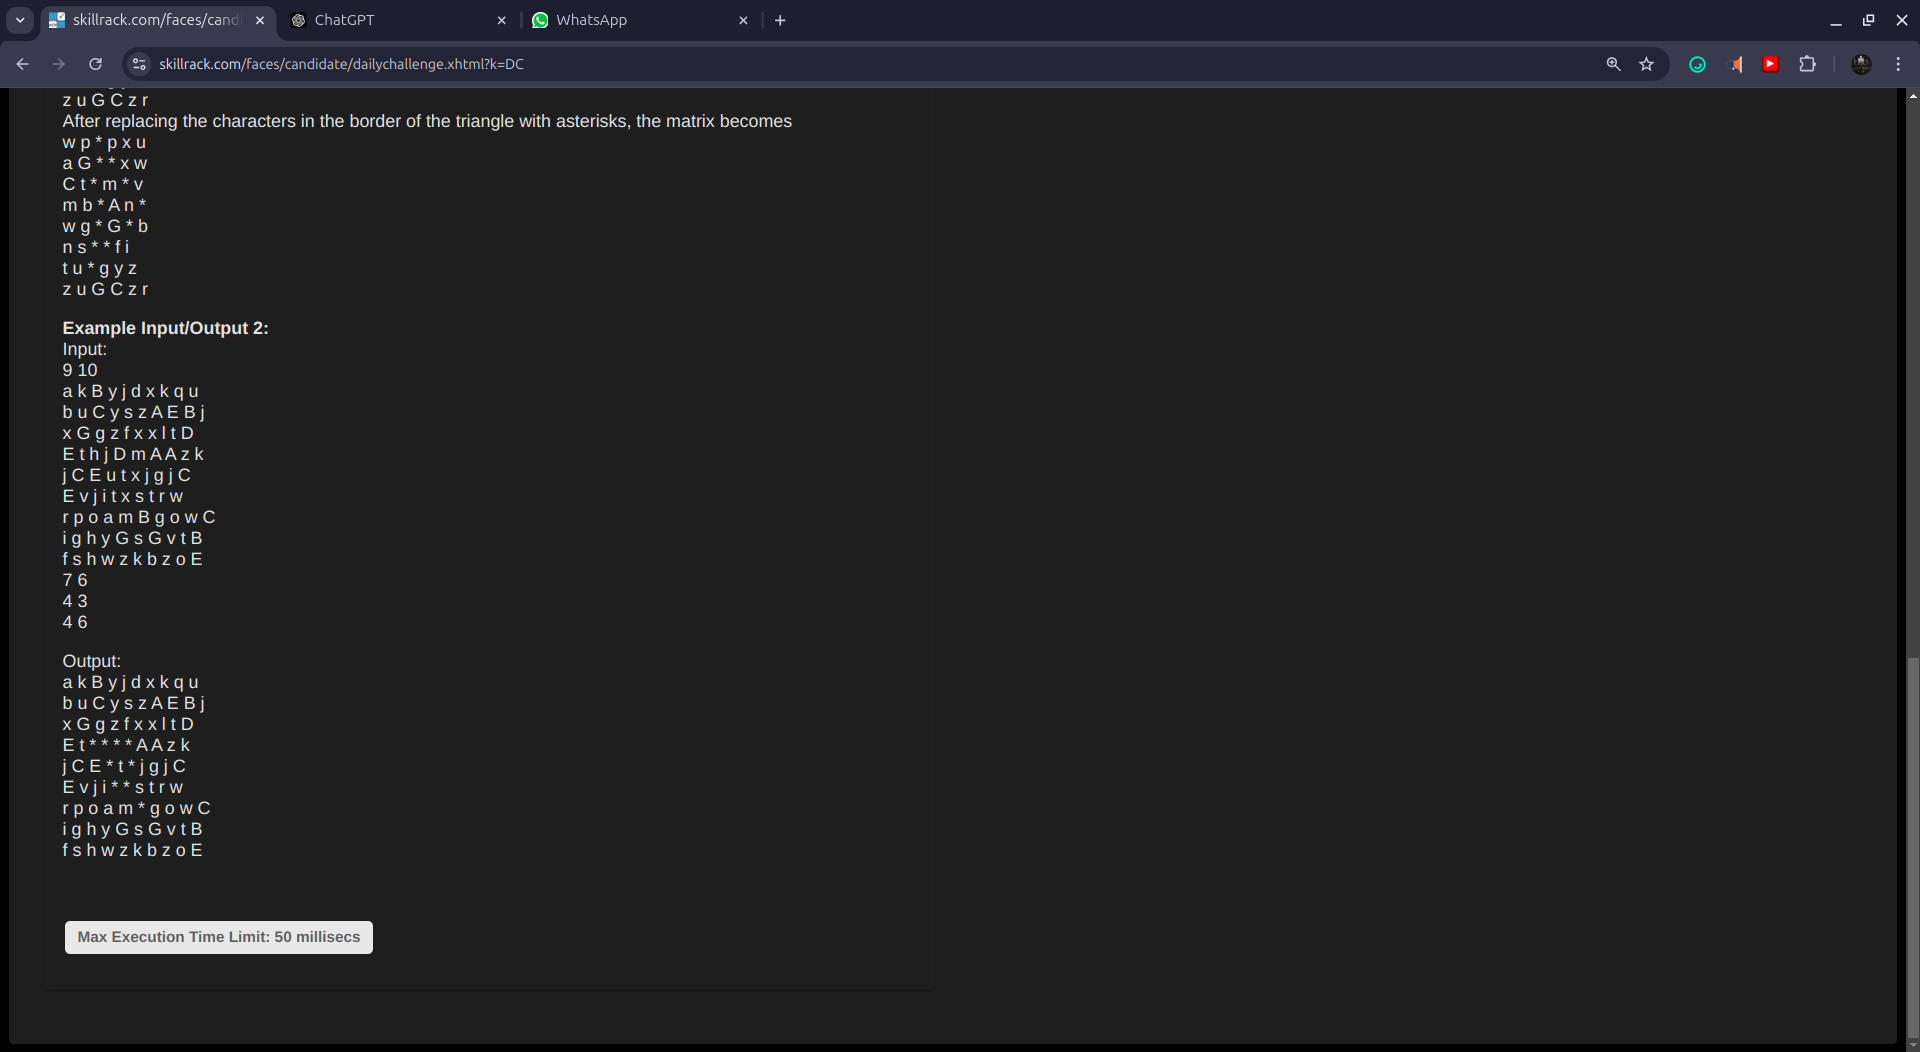 skillrack.com/faces/cand
ChatGPT
WhatsApp
skillrack.com/faces/candidate/dailychallenge.xhtml?k=DC
z u G C z r
After replacing the characters in the border of the triangle with asterisks, the matrix becomes
w p * p x u
a G * * x w
C t * m * v
m b * A n *
w g * G * b
n s * * f i
t u * g y z
z u G C z r
Example Input/Output 2:
Input:
9 10
a k B y j d x k q u
b u C y s z A E B j
x G g z f x x l t D
E t h j D m A A z k
j C E u t x j g j C
E v j i t x s t r w
r p o a m B g o w C
i g h y G s G v t B
f s h w z k b z o E
7 6
4 3
4 6
Output:
a k B y j d x k q u
b u C y s z A E B j
x G g z f x x l t D
E t * * * * A A z k
j C E * t * j g j C
E v j i * * s t r w
r p o a m * g o w C
i g h y G s G v t B
f s h w z k b z o E
Max Execution Time Limit: 50 millisecs